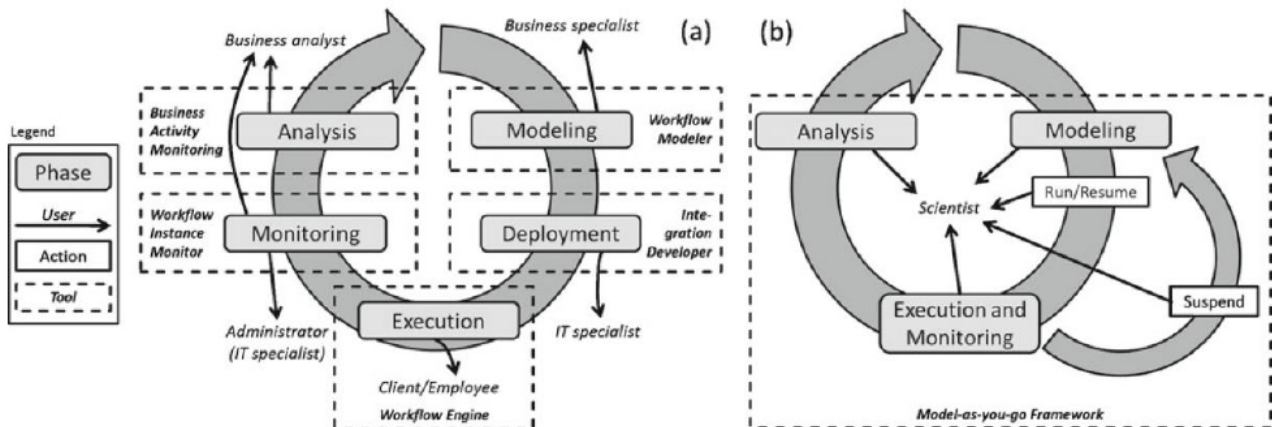 Legend
Phase
User
Action
Tool
(a)
Business analyst
Business specialist
Business
Activity
Monitoring
Analysis
Modeling
Workflow
Modeler
Workflow
Instance
Monitor
Monitoring
Deployment
Inte-
gration
Developer
Execution
Administrator
(IT specialist)
IT specialist
Client/Employee
Workflow Engine
(b)
Analysis
Modeling
Scientist
Run/Resume
Execution and
Monitoring
Suspend
Model-as-you-go Framework